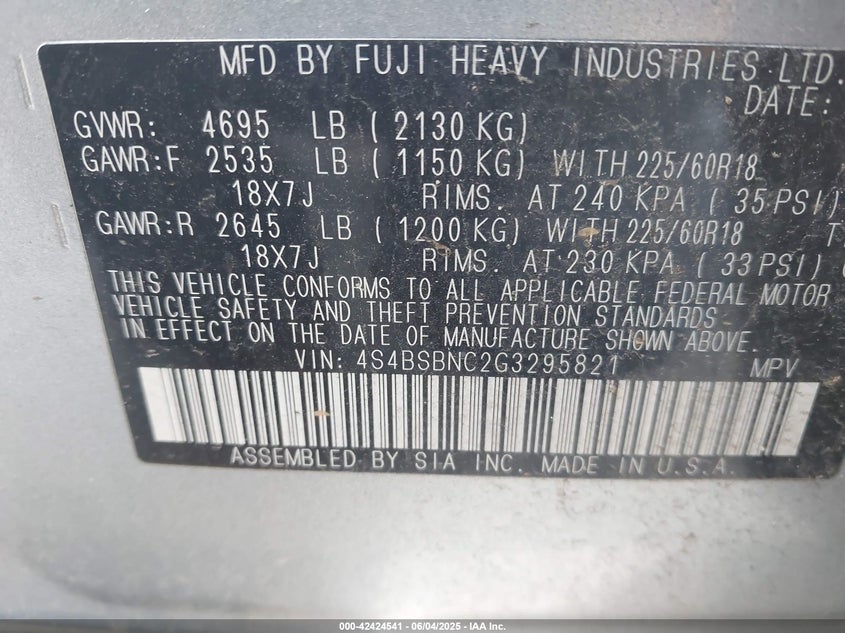 MFD BY FUJI HEAVY INDUSTRIES LTD.
DATE:
GVWR: 4695 LB ( 2130 KG)
GAWR:F 2535 LB ( 1150 KG) WITH 225/60R18
18X7J RIMS. AT 240 KPA ( 35 PSI)
GAWR:R 2645 LB ( 1200 KG) WITH 225/60R18
18X7J RIMS. AT 230 KPA ( 33 PSI)
THIS VEHICLE CONFORMS TO ALL APPLICABLE FEDERAL MOTOR
VEHICLE SAFETY AND THEFT PREVENTION STANDARDS
IN EFFECT ON THE DATE OF MANUFACTURE SHOWN ABOVE.
VIN: 4S4BSBNC2G3295821 MPV
ASSEMBLED BY SIA INC. MADE IN U.S.A.
000-42424541 | 06/04/2025 - IAA Inc.